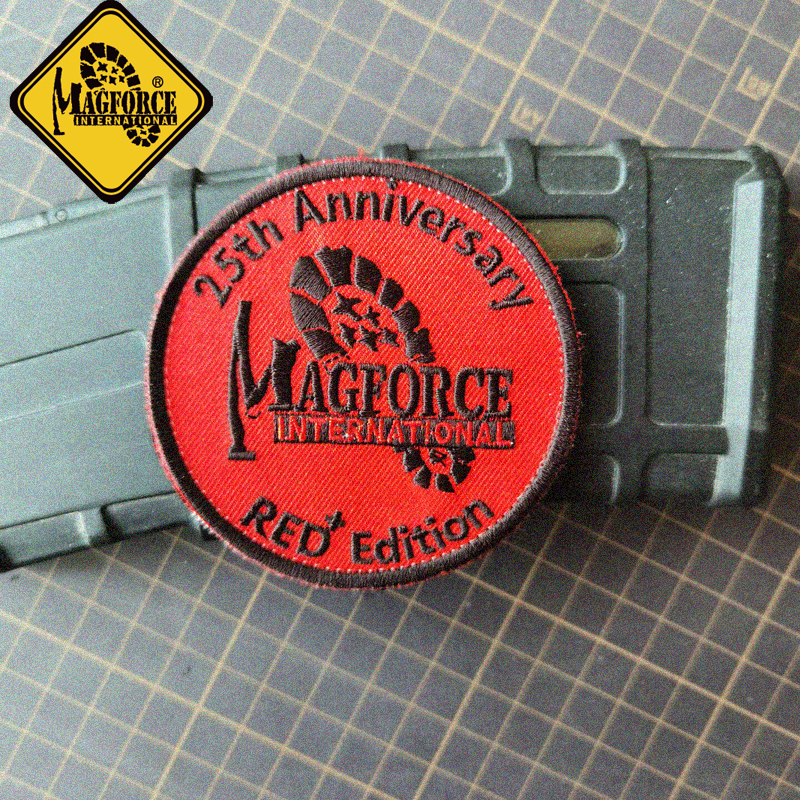 MAGFORCE®
INTERNATIONAL
25th Anniversary
MAGFORCE
INTERNATIONAL
RED+ Edition